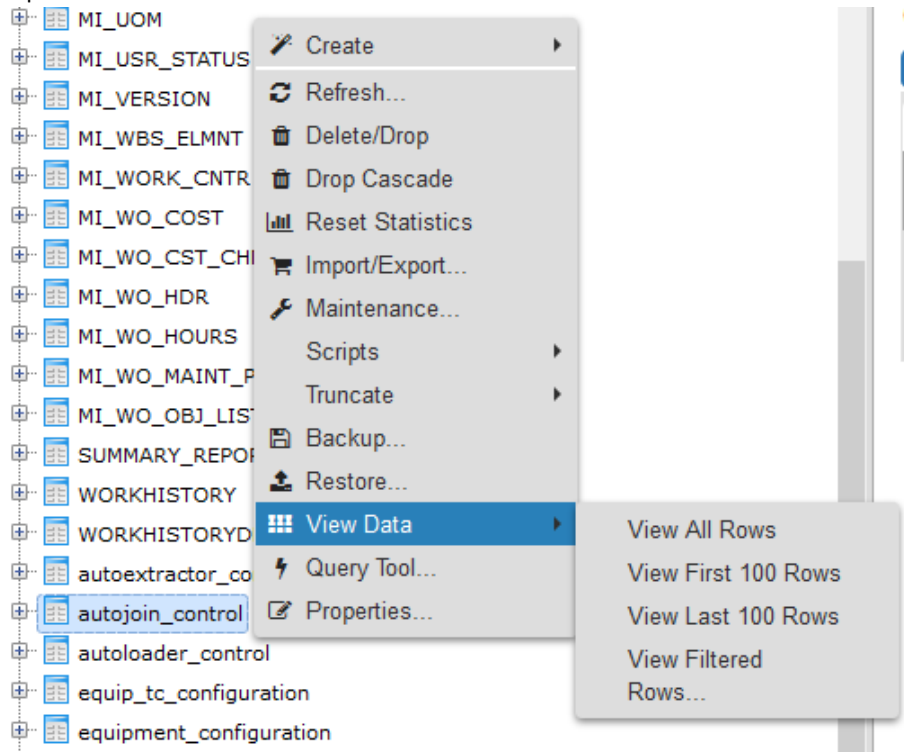 MI_UOM
MI_USR_STATUS
MI_VERSION
MI_WBS_ELMNT
MI_WORK_CNTR
MI_WO_COST
MI_WO_CST_CH
MI_WO_HDR
MI_WO_HOURS
MI_WO_MAINT_P
MI_WO_OBJ_LIST
SUMMARY_REPO
WORKHISTORY
WORKHISTORYD
autoextractor_co
autojoin_control
autoloader_control
equip_tc_configuration
equipment_configuration
Create
Refresh...
Delete/Drop
Drop Cascade
Reset Statistics
Import/Export...
Maintenance...
Scripts
Truncate
Backup...
Restore...
View Data
Query Tool...
Properties...
View All Rows
View First 100 Rows
View Last 100 Rows
View Filtered
Rows...